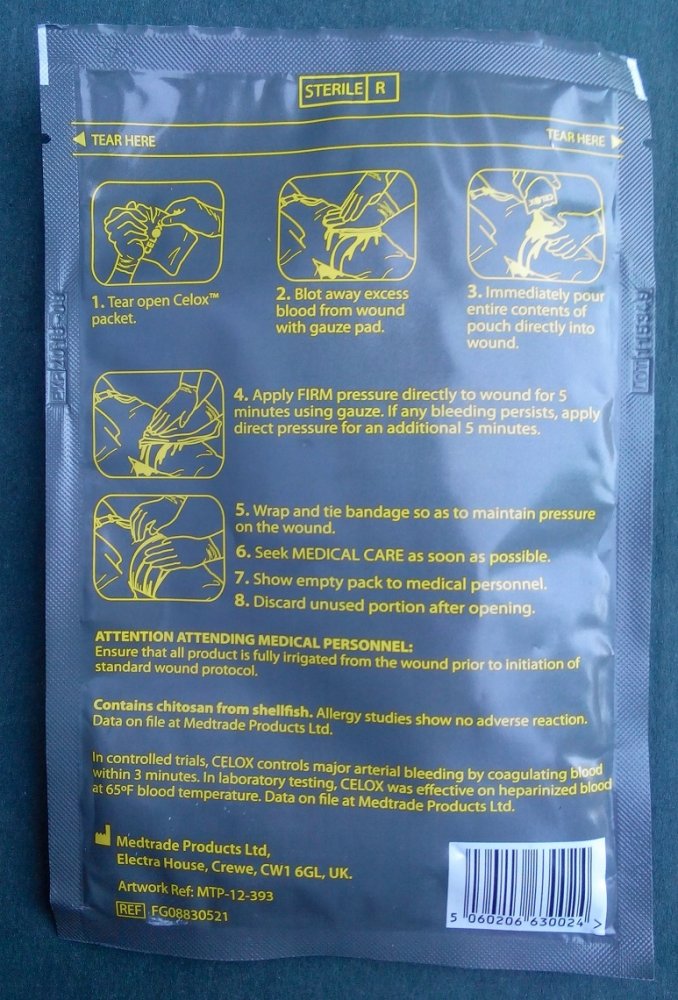 STERILE R
TEAR HERE
TEAR HERE
1. Tear open Celox™
packet.
2. Blot away excess
blood from wound
with gauze pad.
3. Immediately pour
entire contents of
pouch directly into
wound.
4. Apply FIRM pressure directly to wound for 5
minutes using gauze. If any bleeding persists, apply
direct pressure for an additional 5 minutes.
5. Wrap and tie bandage so as to maintain pressure
on the wound.
6. Seek MEDICAL CARE as soon as possible.
7. Show empty pack to medical personnel.
8. Discard unused portion after opening.
ATTENTION ATTENDING MEDICAL PERSONNEL:
Ensure that all product is fully irrigated from the wound prior to initiation of
standard wound protocol.
Contains chitosan from shellfish. Allergy studies show no adverse reaction.
Data on file at Medtrade Products Ltd.
In controlled trials, CELOX controls major arterial bleeding by coagulating blood
within 3 minutes. In laboratory testing, CELOX was effective on heparinized blood
at 65ºF blood temperature. Data on file at Medtrade Products Ltd.
Medtrade Products Ltd,
Electra House, Crewe, CW1 6GL, UK.
Artwork Ref: MTP-12-393
REF FG08830521
5 060206 630024 >